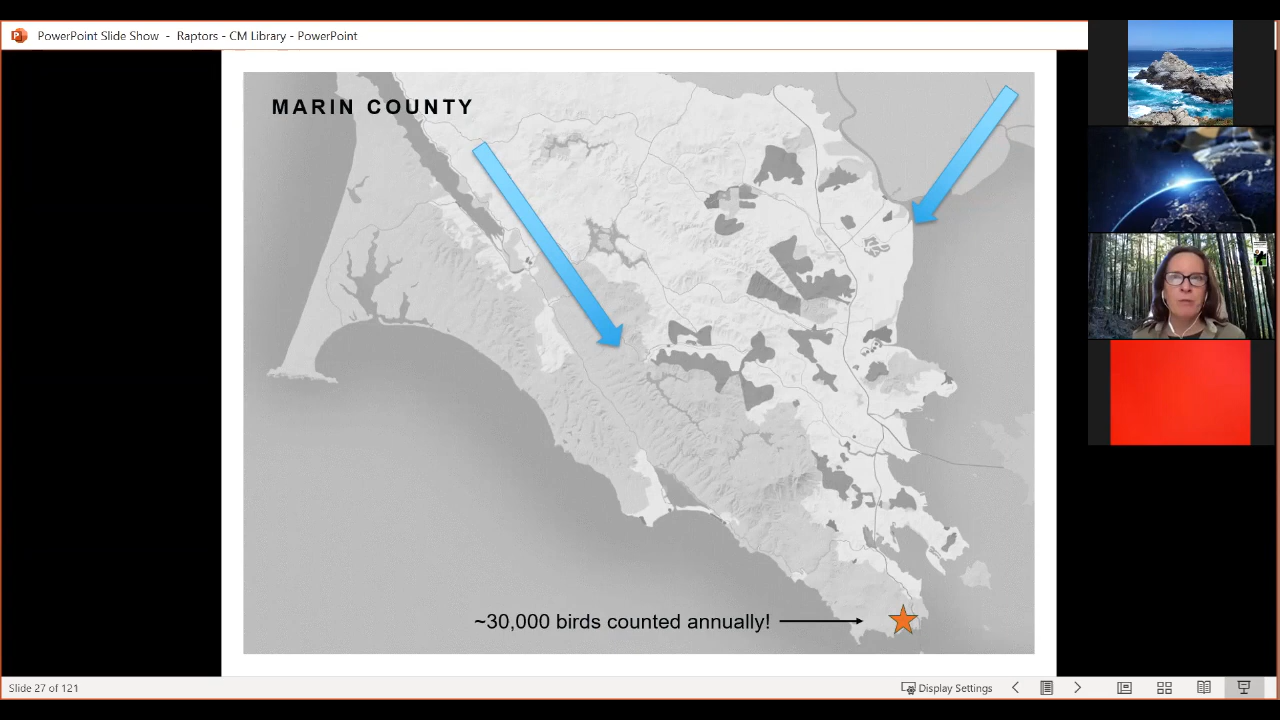 PowerPoint Slide Show - Raptors - CM Library - PowerPoint
MARIN COUNTY
~30,000 birds counted annually!
Slide 27 of 121
Display Settings